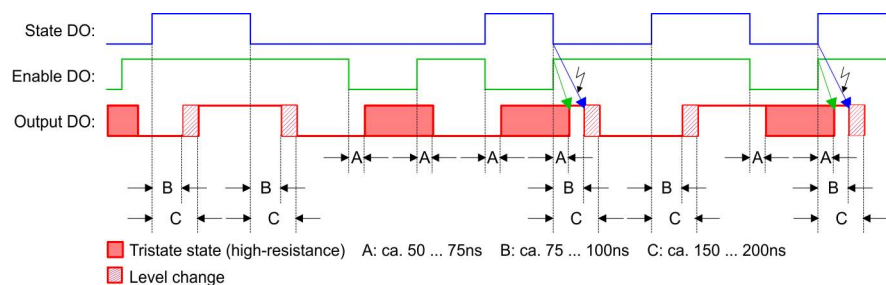 State DO:
Enable DO:
Output DO:
A A A A A A
B B B B B
C C C C C
Tristate state (high-resistance) A: ca. 50 ... 75ns B: ca. 75 ... 100ns C: ca. 150 ... 200ns
Level change